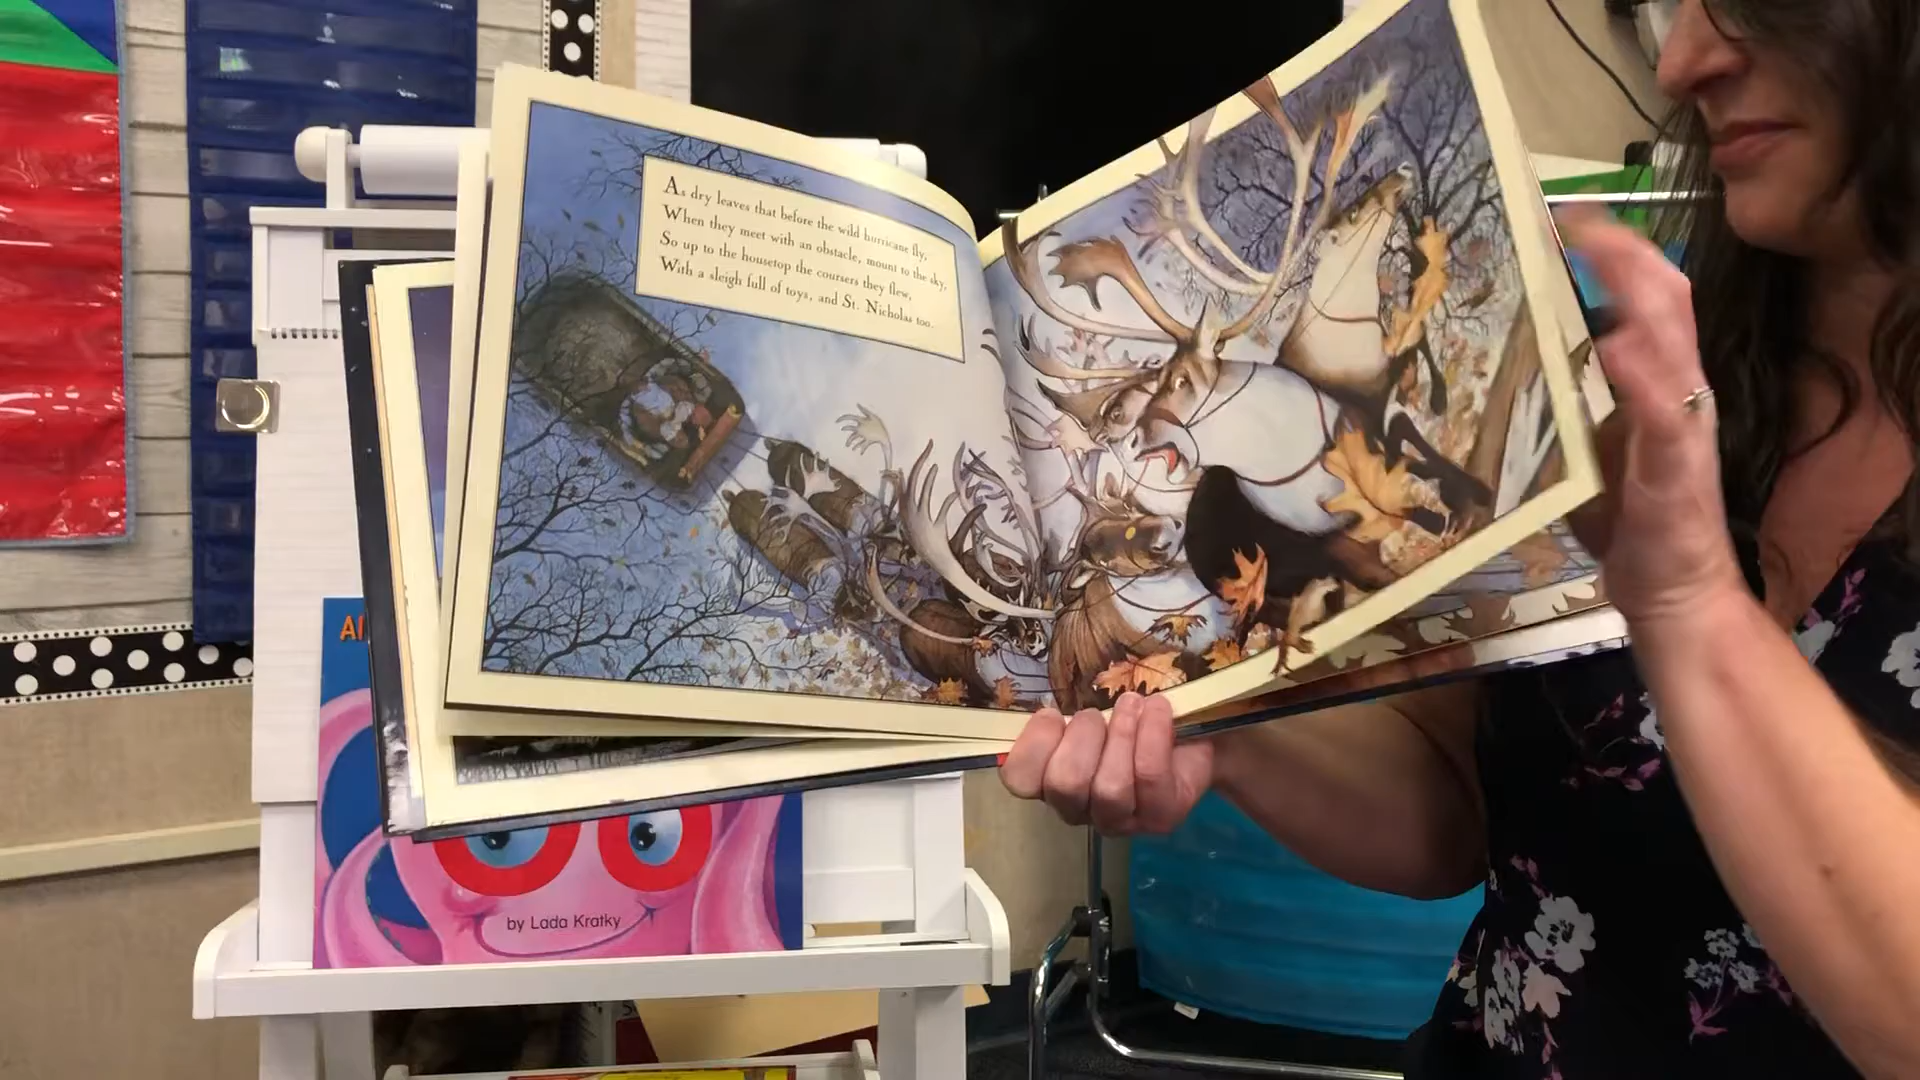 As dry leaves that before the wild hurricane fly,
When they meet with an obstacle, mount to the sky,
So up to the housetop the coursers they flew,
With a sleigh full of toys, and St. Nicholas too.
Al
by Lada Kratky